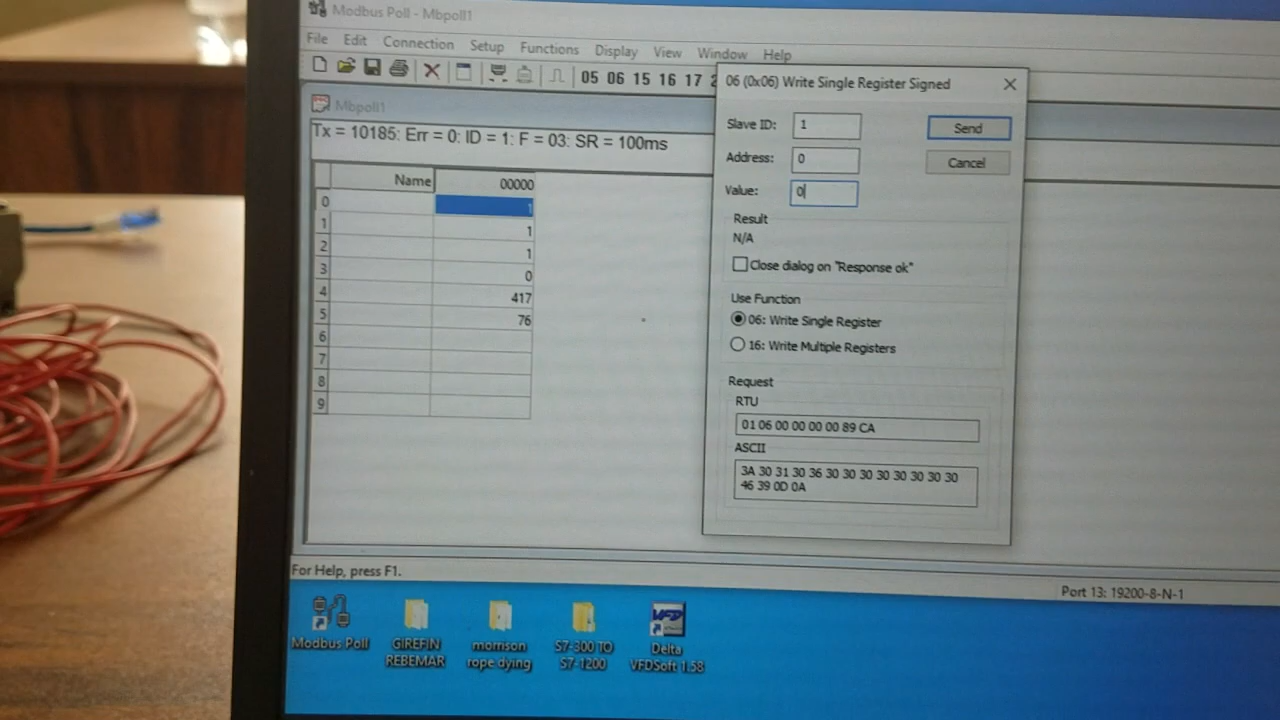 Modbus Poll - Mbpoll1
File Edit Connection Setup Functions Display View Window Help
05 06 15 16 17
Mbpoll1
Tx = 10185: Err = 0: ID = 1: F = 03: SR = 100ms
Name 00000
0 1
1 1
2 1
3 0
4 417
5 76
6
7
8
9
06 (0x06) Write Single Register Signed
Slave ID: 1 Send
Address: 0 Cancel
Value: 0
Result
N/A
Close dialog on "Response ok"
Use Function
06: Write Single Register
16: Write Multiple Registers
Request
RTU
01 06 00 00 00 00 89 CA
ASCII
3A 30 31 30 36 30 30 30 30 30 30 30 30
46 39 0D 0A
For Help, press F1.
Port 13: 19200-8-N-1
Modbus Poll
GIREFIN
REBEMAR
morrison
rope dying
S7-300 TO
S7-1200
VFD
Delta
VFDSoft 1.58